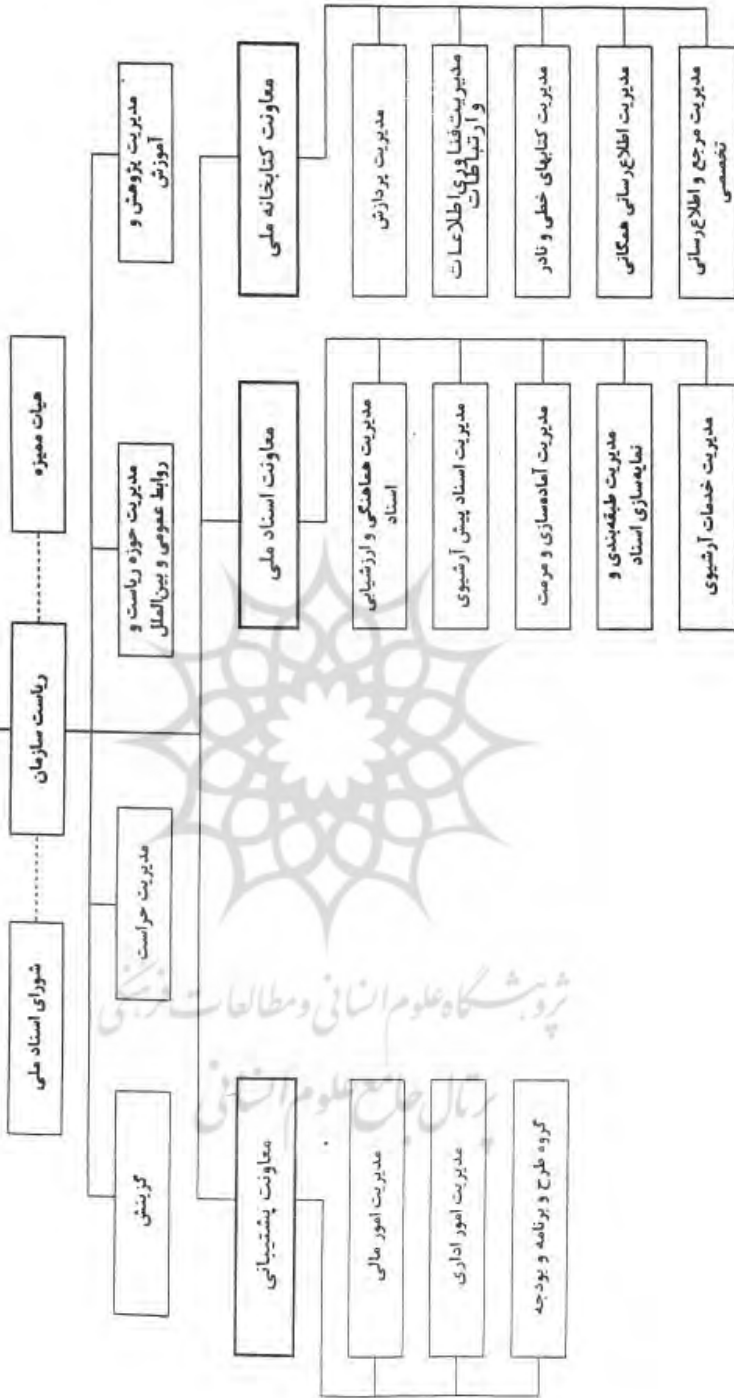 هیات ممیزه
ریاست سازمان
شورای اسناد ملی
مدیریت پژوهش و
آموزش
مدیریت حوزه ریاست و
روابط عمومی و بین‌الملل
مدیریت حراست
گزینش
معاونت کتابخانه ملی
معاونت اسناد ملی
معاونت پشتیبانی
مدیریت پردازش
مدیریت فناوری اطلاعات
و ارتباطات
مدیریت کتابهای خطی و نادر
مدیریت اطلاع‌رسانی همگانی
مدیریت مرجع و اطلاع‌رسانی
تخصصی
مدیریت هماهنگی و ارزشیابی
اسناد
مدیریت اسناد پیش آرشیوی
مدیریت آماده‌سازی و مرمت
مدیریت طبقه‌بندی و
نمایه‌سازی اسناد
مدیریت خدمات آرشیوی
مدیریت امور مالی
مدیریت امور اداری
گروه طرح و برنامه و بودجه
پژوهشگاه علوم انسانی و مطالعات فرهنگی
پرتال جامع علوم انسانی